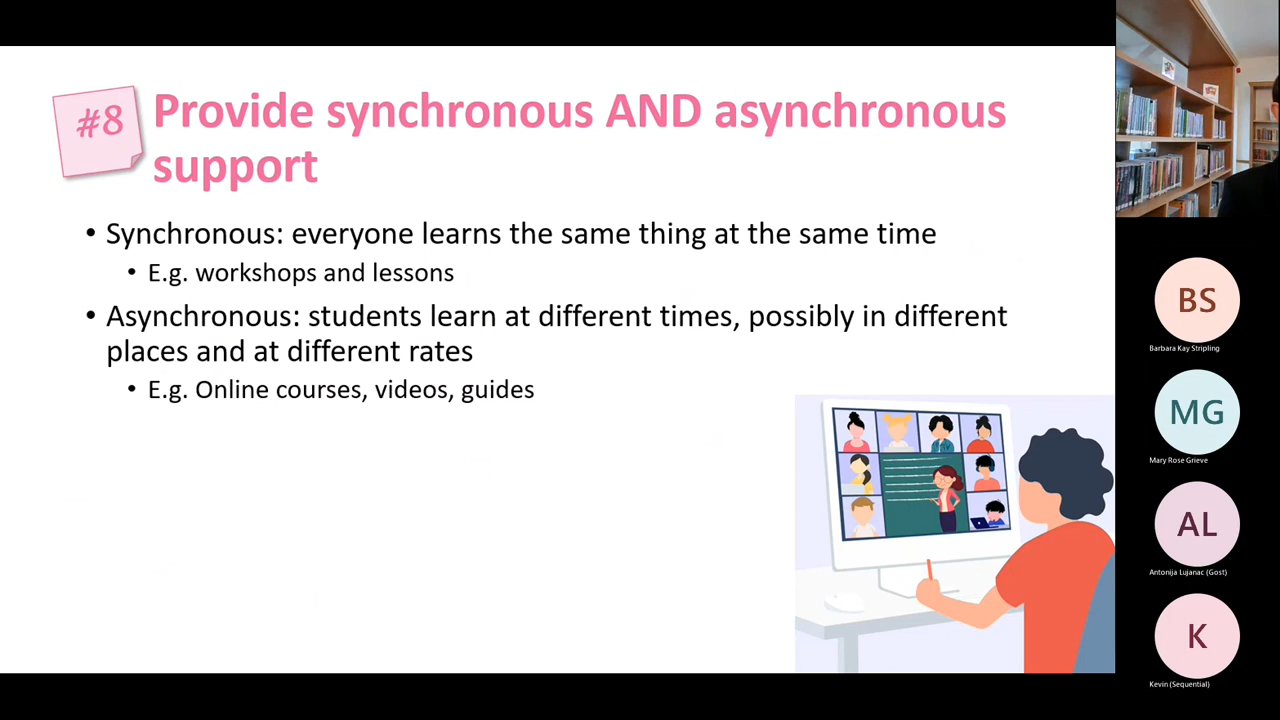 #8
Provide synchronous AND asynchronous
support
• Synchronous: everyone learns the same thing at the same time
• E.g. workshops and lessons
• Asynchronous: students learn at different times, possibly in different
places and at different rates
• E.g. Online courses, videos, guides
BS
Barbara Kay Stripling
MG
Mary Rose Grieve
AL
Antonija Lujanac (Gost)
K
Kevin (Sequential)